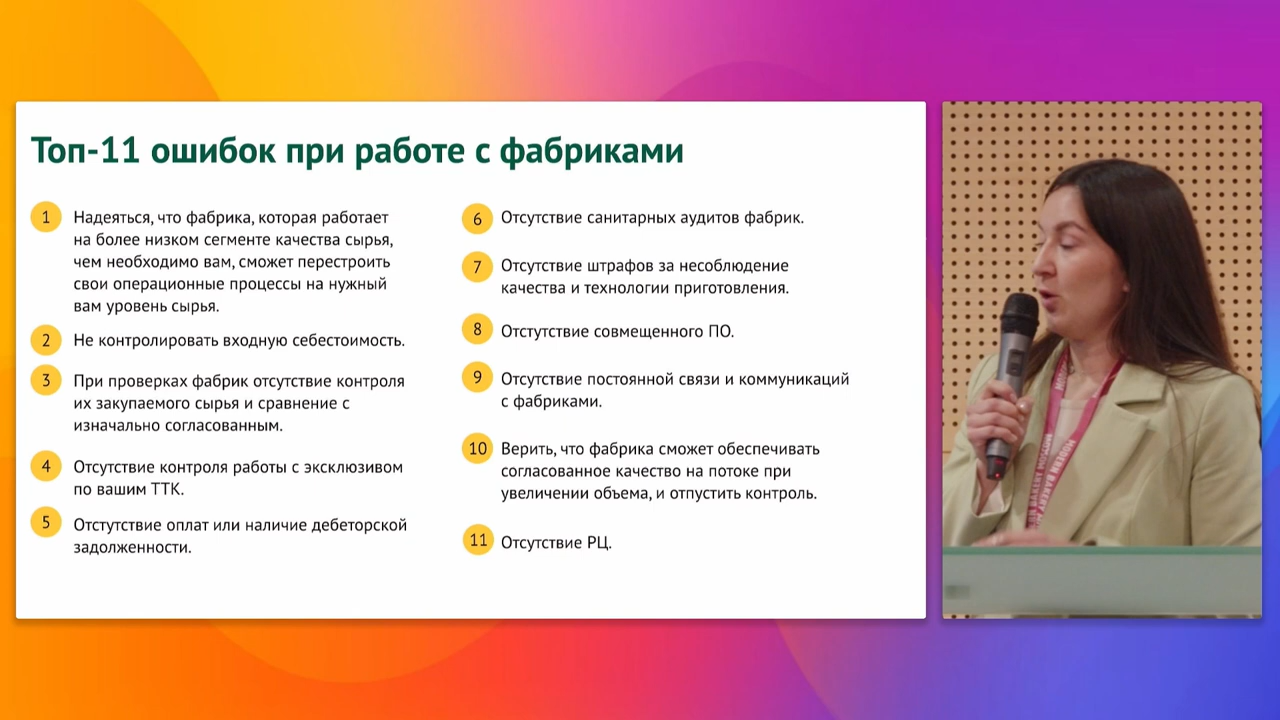 Топ-11 ошибок при работе с фабриками
1
Надеяться, что фабрика, которая работает
на более низком сегменте качества сырья,
чем необходимо вам, сможет перестроить
свои операционные процессы на нужный
вам уровень сырья.
2
Не контролировать входную себестоимость.
3
При проверках фабрик отсутствие контроля
их закупаемого сырья и сравнение с
изначально согласованным.
4
Отсутствие контроля работы с эксклюзивом
по вашим ТТК.
5
Отстутствие оплат или наличие дебеторской
задолженности.
6
Отсутствие санитарных аудитов фабрик.
7
Отсутствие штрафов за несоблюдение
качества и технологии приготовления.
8
Отстутствие совмещенного ПО.
9
Отсутствие постоянной связи и коммуникаций
с фабриками.
10
Верить, что фабрика сможет обеспечивать
согласованное качество на потоке при
увеличении объема, и отпустить контроль.
11
Отсутствие РЦ.
MODERN BAKERY